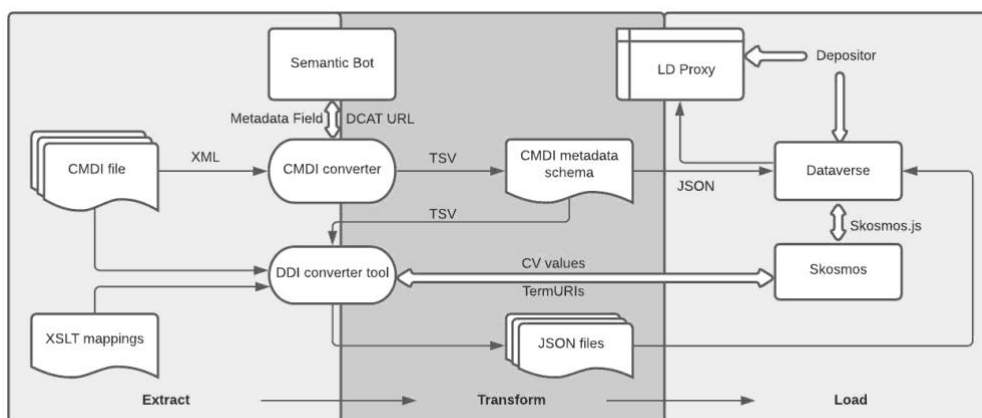 Semantic Bot
LD Proxy
Depositor
Metadata Field
DCAT URL
CMDI file
XML
CMDI converter
TSV
CMDI metadata
schema
JSON
Dataverse
TSV
Skosmos.js
DDI converter tool
CV values
TermURIs
Skosmos
XSLT mappings
JSON files
Extract
Transform
Load